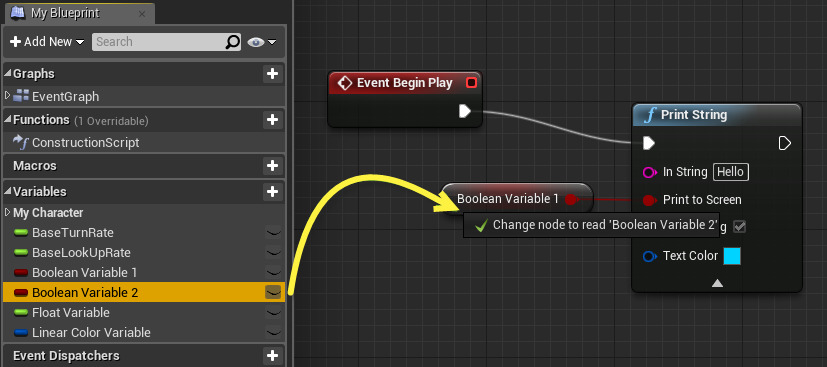 My Blueprint
Add New
Search
Graphs
EventGraph
Functions (1 Overridable)
ConstructionScript
Macros
Variables
My Character
BaseTurnRate
BaseLookUpRate
Boolean Variable 1
Boolean Variable 2
Float Variable
Linear Color Variable
Event Dispatchers
Event Begin Play
Print String
In String Hello
Boolean Variable 1
Print to Screen
Change node to read 'Boolean Variable 2'
g
Text Color